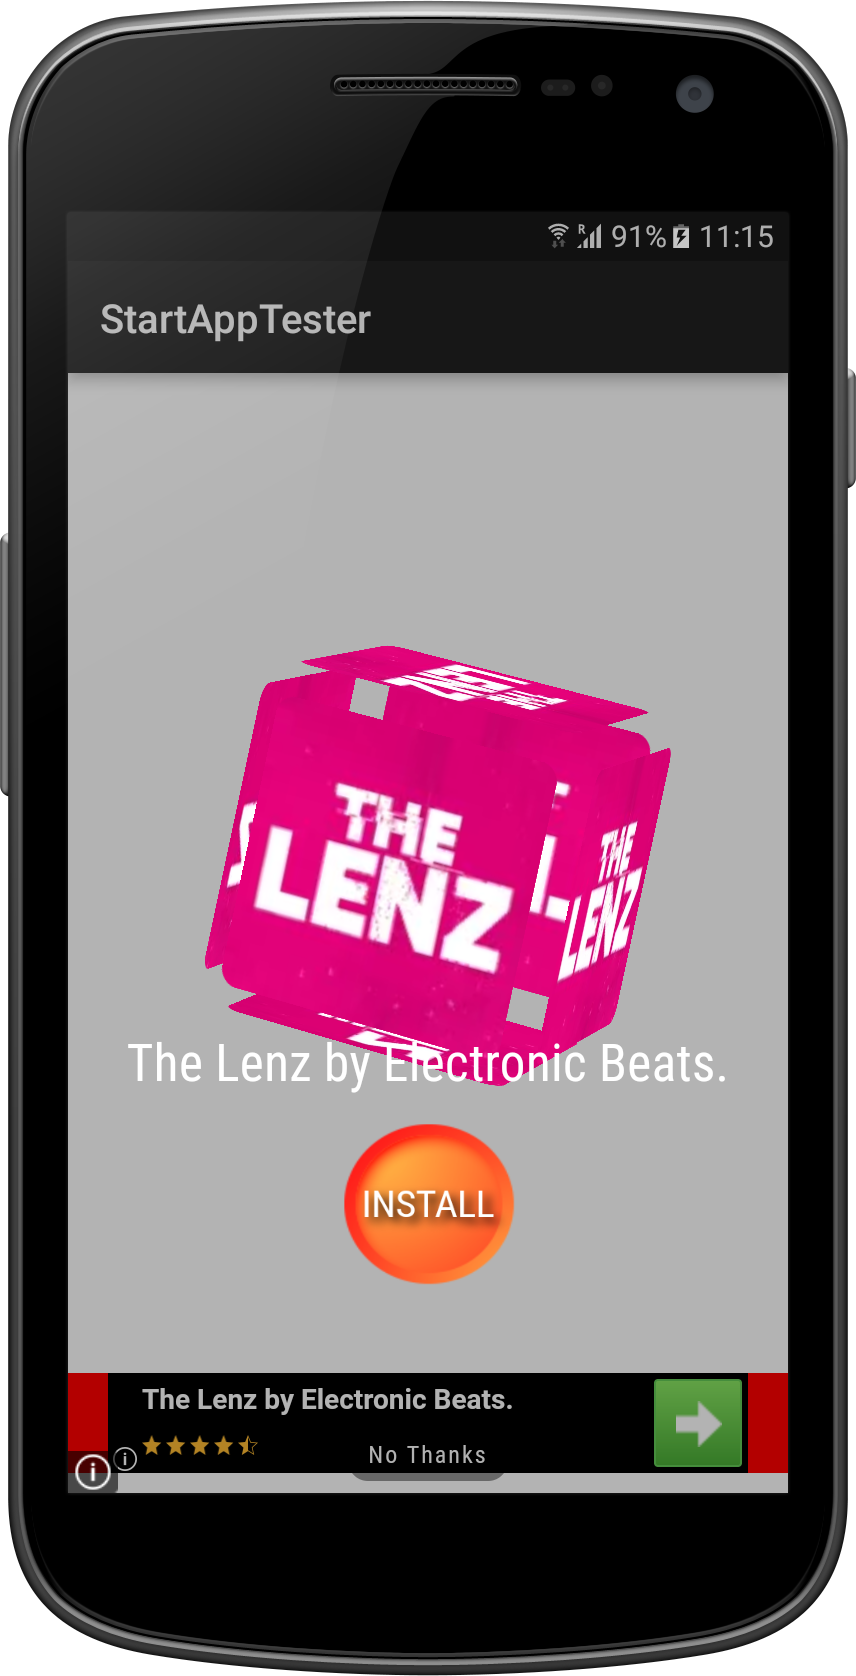 R 91% 11:15
StartAppTester
THE
LENZ
THE
LENZ
The Lenz by Electronic Beats.
INSTALL
The Lenz by Electronic Beats.
No Thanks